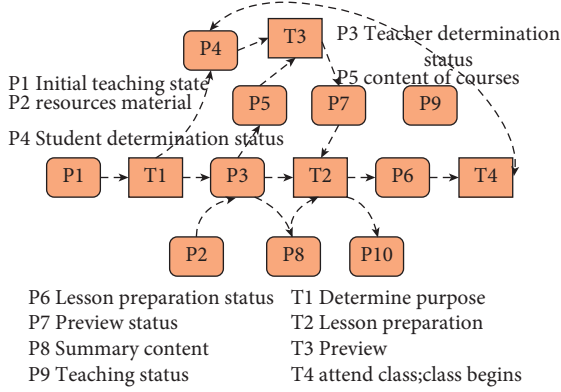 P4
T3
P3 Teacher determination
status
P1 Initial teaching state
P5 content of courses
P2 resources material
P5
P7
P9
P4 Student determination status
P1
T1
P3
T2
P6
T4
P2
P8
P10
P6 Lesson preparation status
T1 Determine purpose
P7 Preview status
T2 Lesson preparation
P8 Summary content
T3 Preview
P9 Teaching status
T4 attend class;class begins